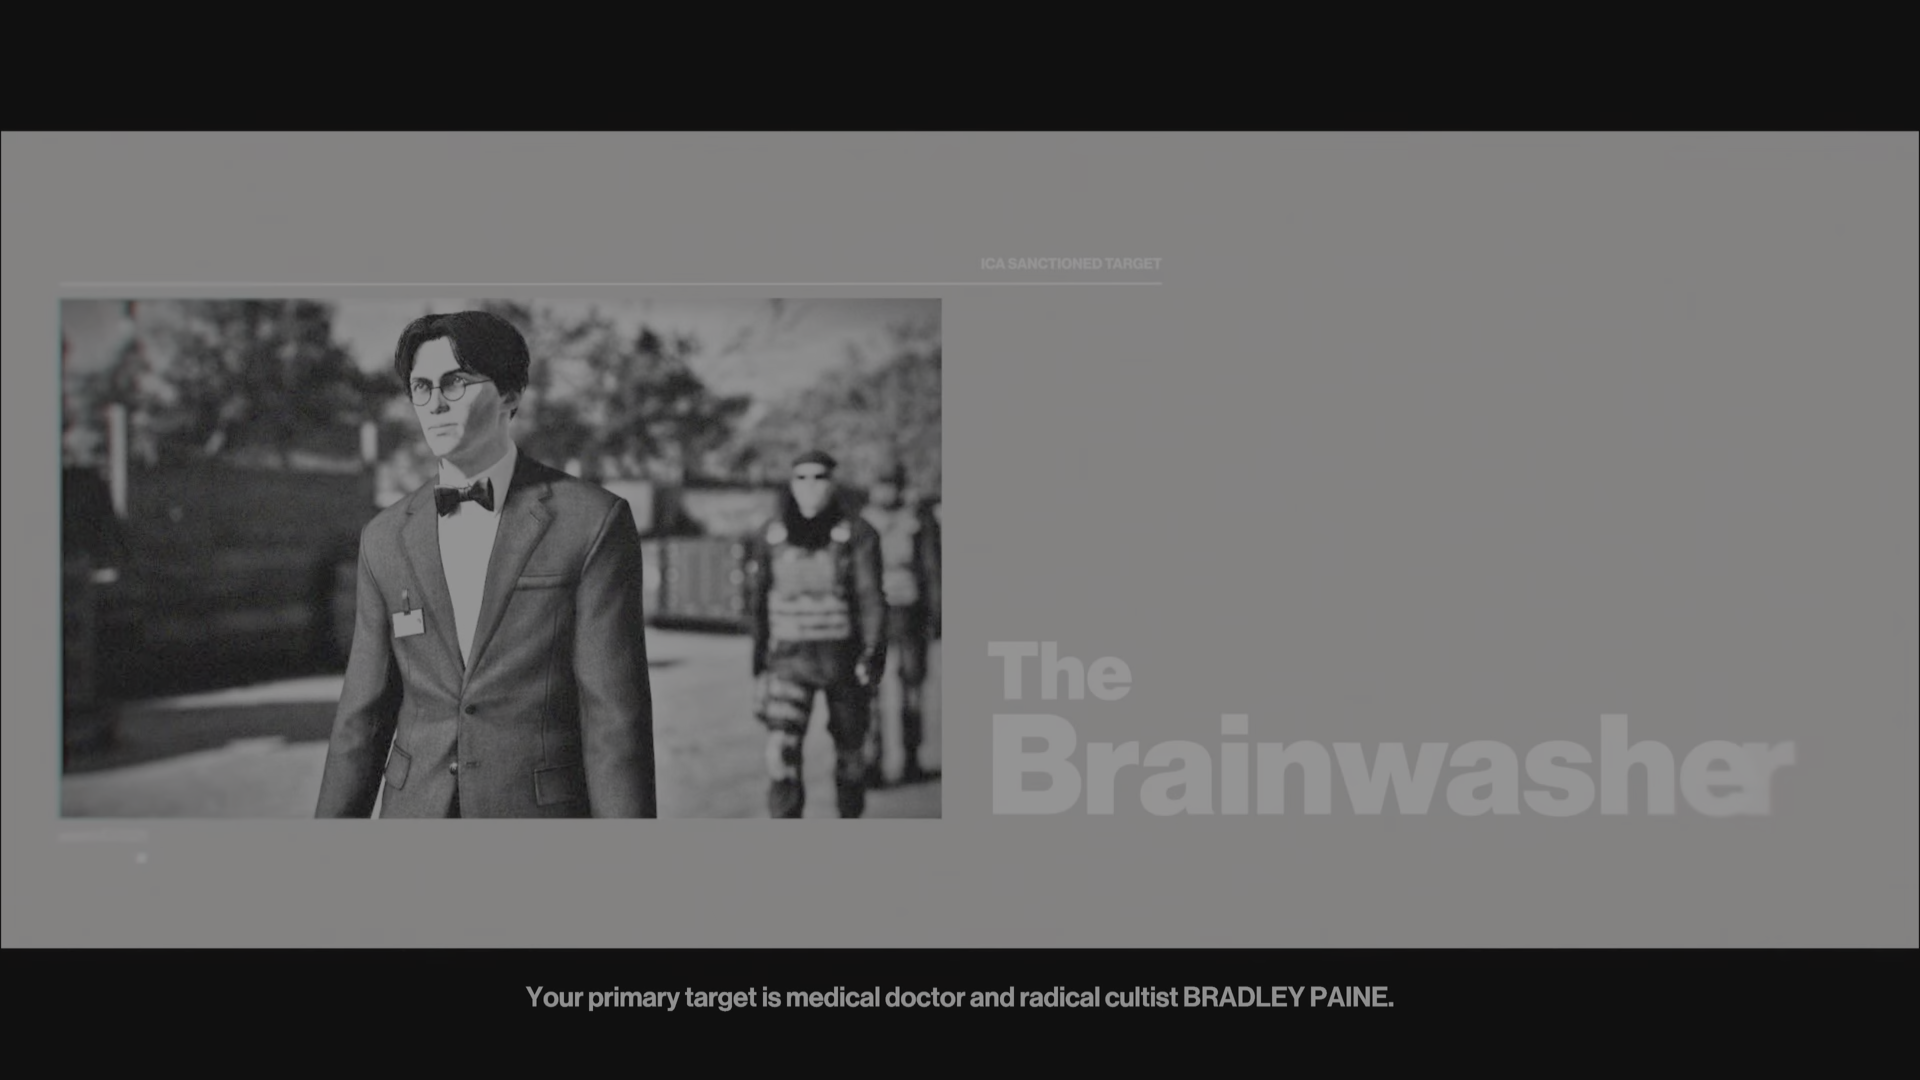 ICA SANCTIONED TARGET
The
Brainwasher
Your primary target is medical doctor and radical cultist BRADLEY PAINE.